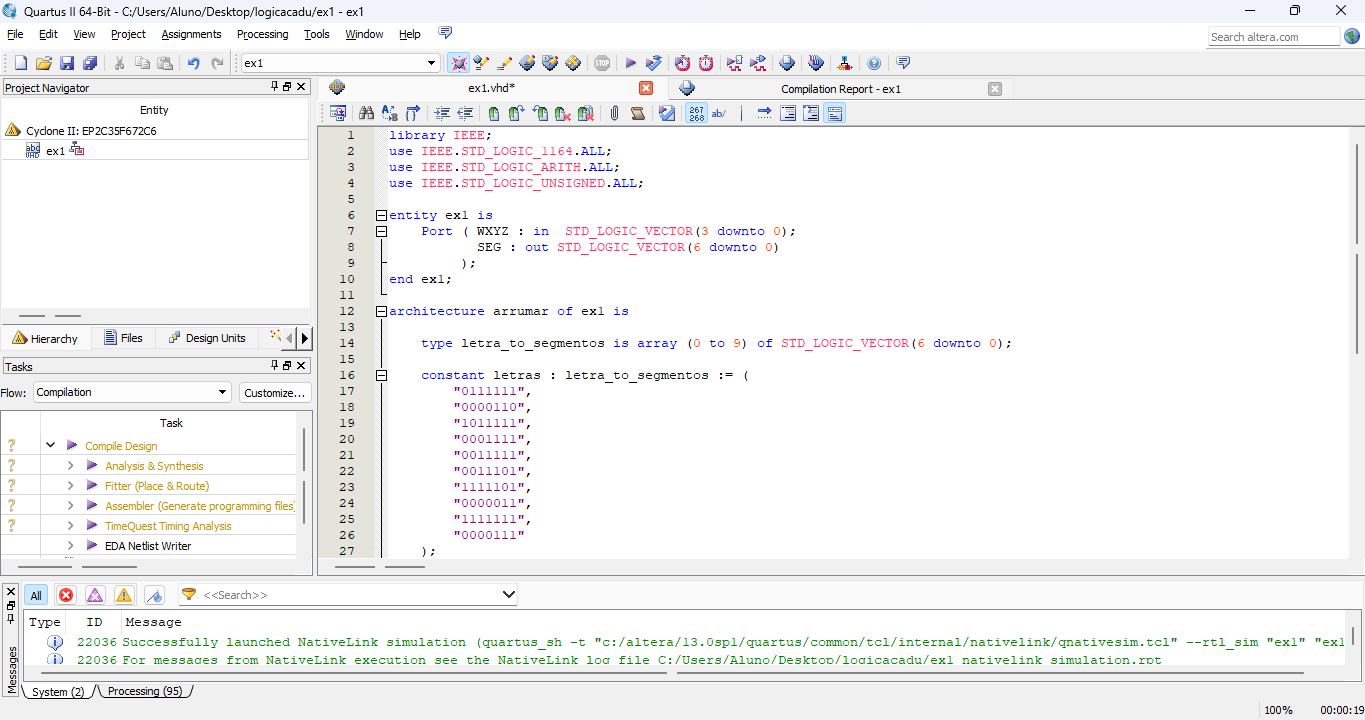 Quartus II 64-Bit - C:/Users/Aluno/Desktop/logicacadu/ex1 - ex1
File Edit View Project Assignments Processing Tools Window Help
Search altera.com
ex1
STOP
Project Navigator
Entity
Cyclone II: EP2C35F672C6
ex1
Hierarchy Files Design Units
Tasks
Flow: Compilation Customize...
Task
Compile Design
Analysis & Synthesis
Fitter (Place & Route)
Assembler (Generate programming files)
TimeQuest Timing Analysis
EDA Netlist Writer
ex1.vhd* Compilation Report - ex1
267
268 ab/
1 library IEEE;
2 use IEEE.STD_LOGIC_1164.ALL;
3 use IEEE.STD_LOGIC_ARITH.ALL;
4 use IEEE.STD_LOGIC_UNSIGNED.ALL;
5
6 entity ex1 is
7 Port ( WXYZ : in STD_LOGIC_VECTOR(3 downto 0);
8 SEG : out STD_LOGIC_VECTOR(6 downto 0)
9 );
10 end ex1;
11
12 architecture arrumar of ex1 is
13
14 type letra_to_segmentos is array (0 to 9) of STD_LOGIC_VECTOR(6 downto 0);
15
16 constant letras : letra_to_segmentos := (
17 "0111111",
18 "0000110",
19 "1011111",
20 "0001111",
21 "0011111",
22 "0011101",
23 "1111101",
24 "0000011",
25 "1111111",
26 "0000111"
27 );
All <<Search>>
Type ID Message
22036 Successfully launched NativeLink simulation (quartus_sh -t "c:/altera/13.0sp1/quartus/common/tcl/internal/nativelink/qnativesim.tcl" --rtl_sim "ex1" "ex1
22036 For messages from NativeLink execution see the NativeLink log file C:/Users/Aluno/Desktop/logicacadu/ex1_nativelink_simulation.rpt
Messages
System (2) Processing (95)
100% 00:00:19